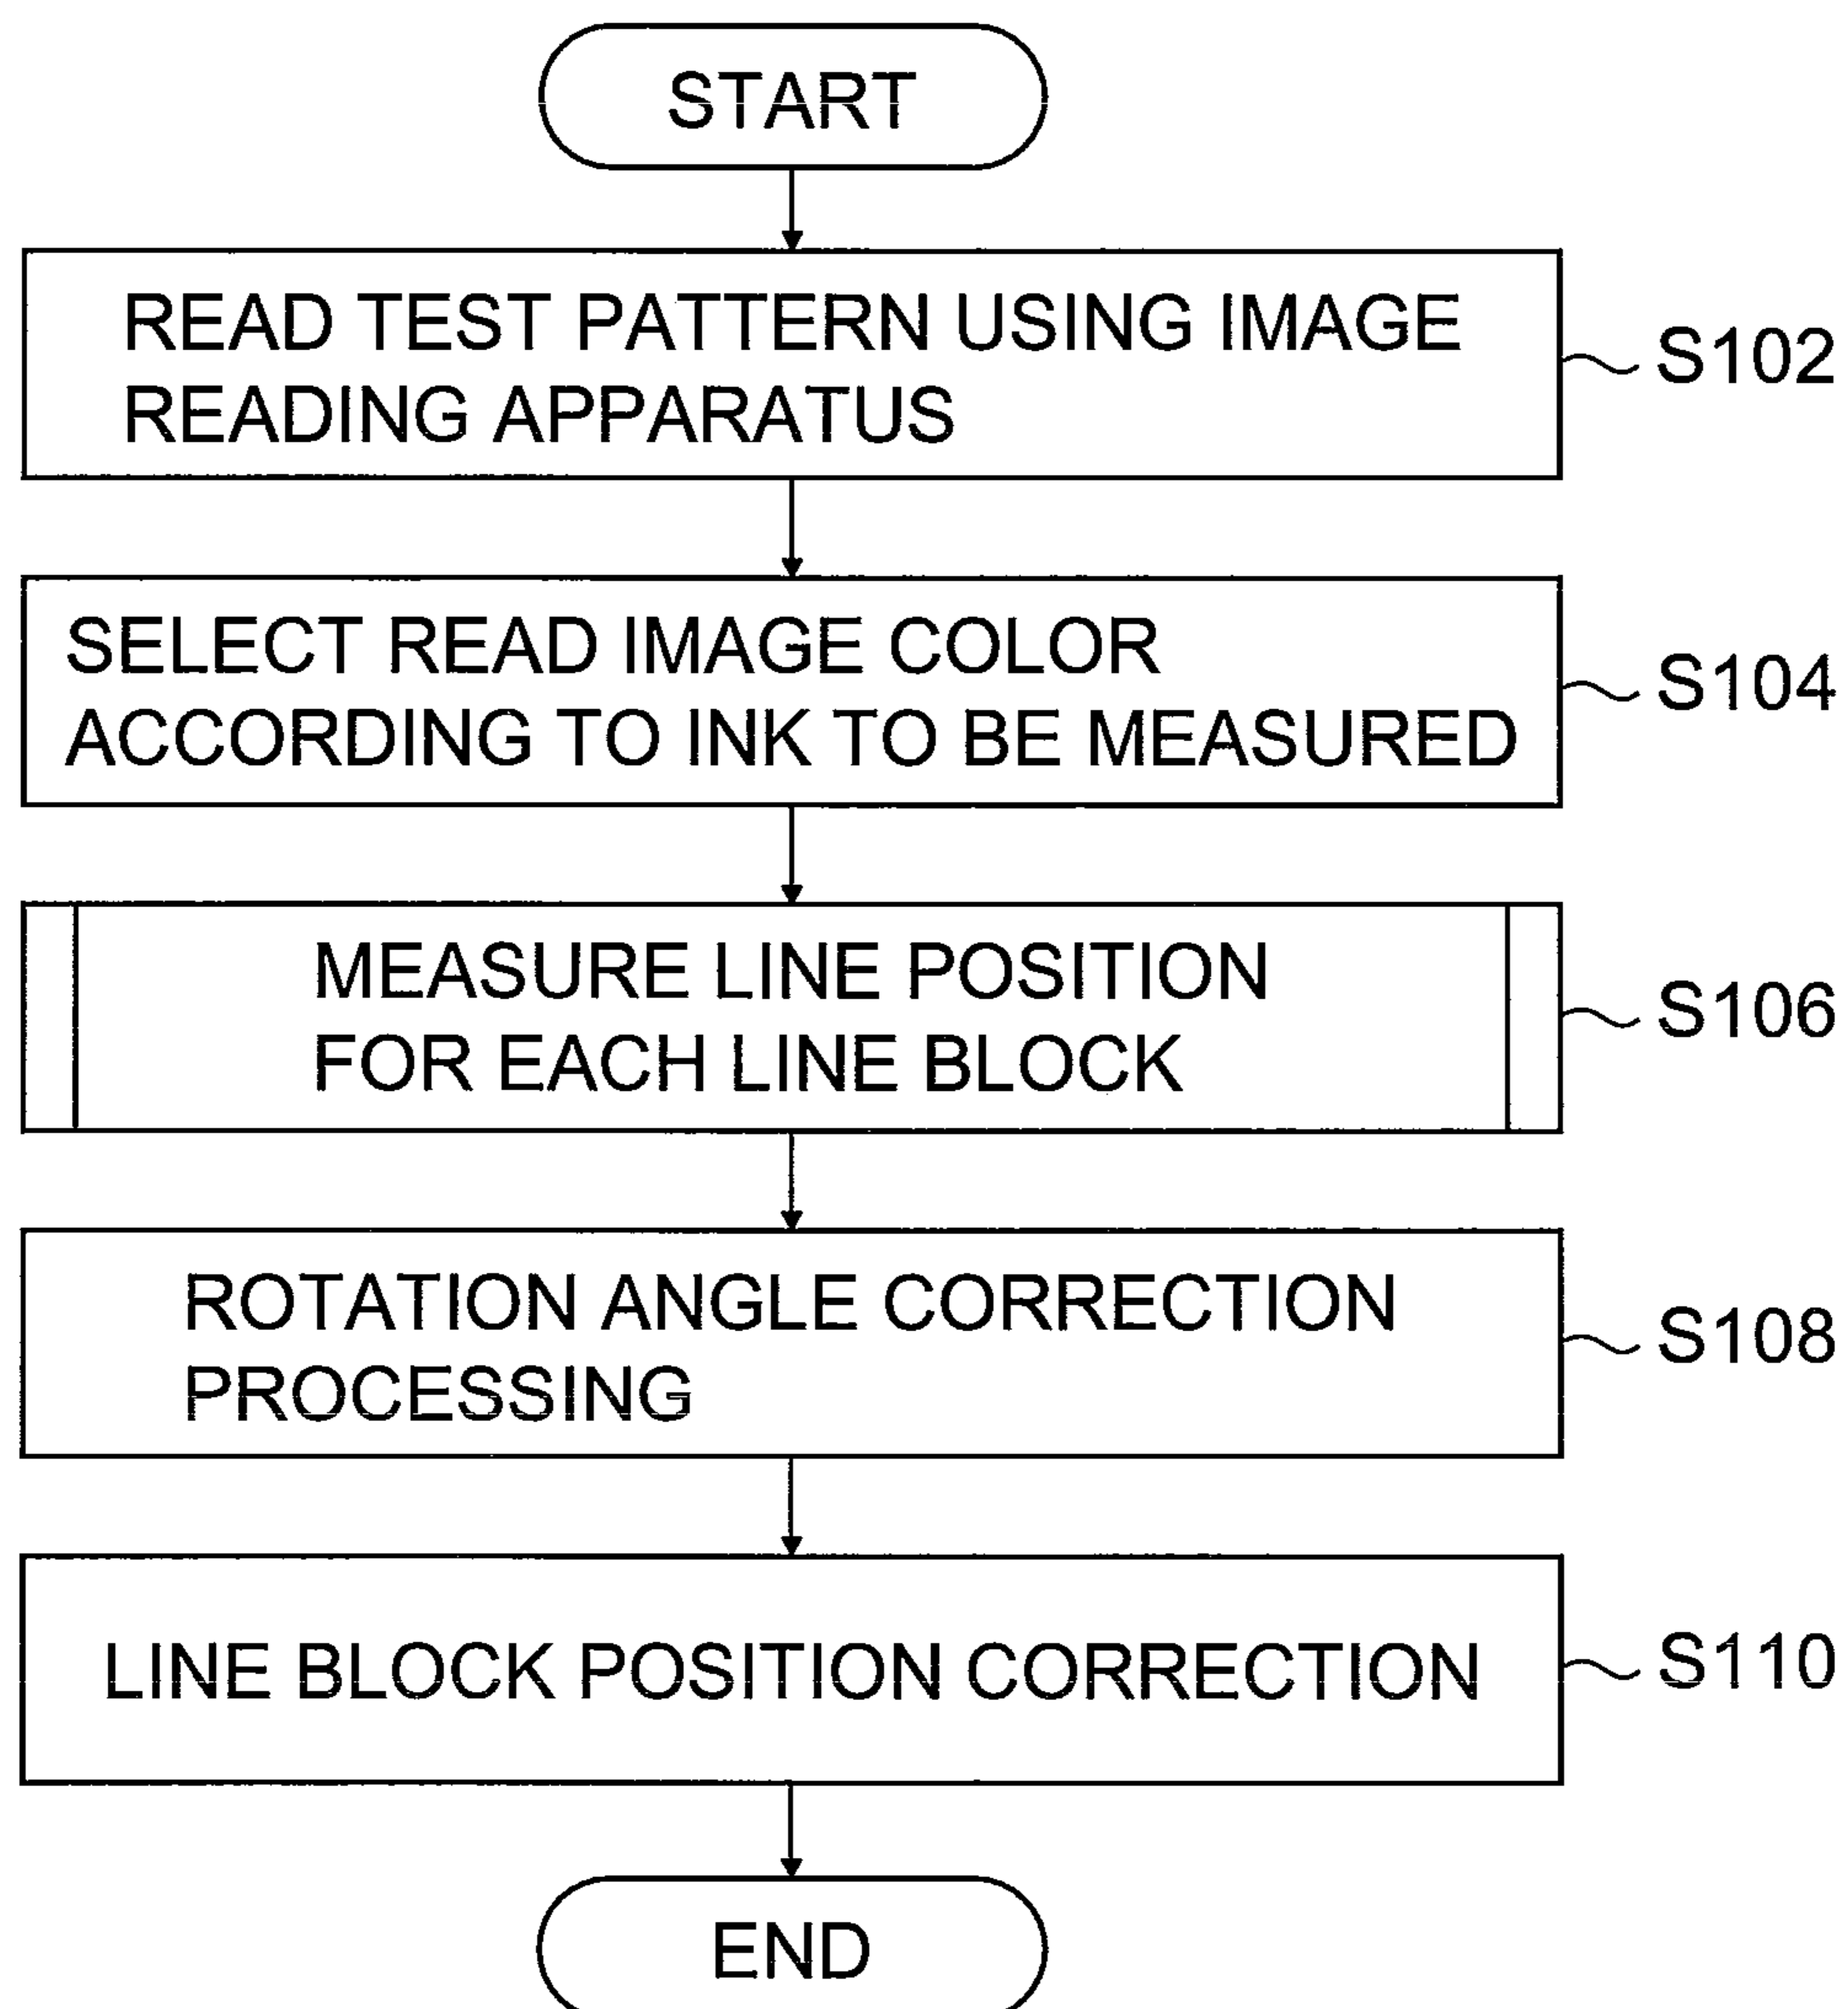 START
READ TEST PATTERN USING IMAGE
READING APPARATUS
S102
SELECT READ IMAGE COLOR
ACCORDING TO INK TO BE MEASURED
S104
MEASURE LINE POSITION
FOR EACH LINE BLOCK
S106
ROTATION ANGLE CORRECTION
PROCESSING
S108
LINE BLOCK POSITION CORRECTION
S110
END